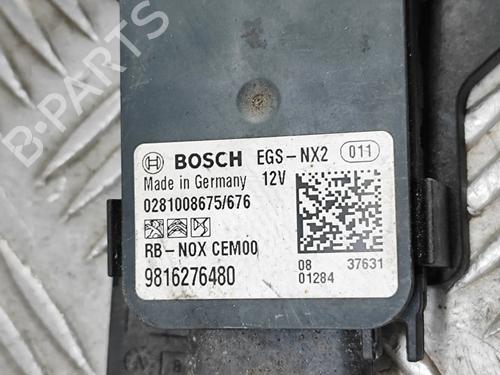 B-PARTS
BOSCH EGS-NX2 011
Made in Germany 12V
0281008675/676
RB-NOX CEM00
9816276480
08 37631
01284